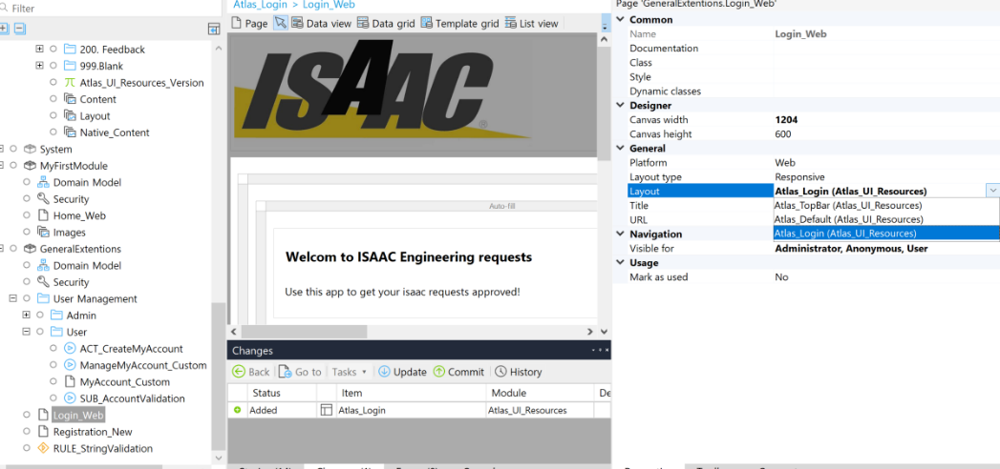 Filter
200. Feedback
999.Blank
Atlas_UI_Resources_Version
Content
Layout
Native_Content
System
MyFirstModule
Domain Model
Security
Home_Web
Images
GeneralExtentions
Domain Model
Security
User Management
Admin
User
ACT_CreateMyAccount
ManageMyAccount_Custom
MyAccount_Custom
SUB_AccountValidation
Login_Web
Registration_New
RULE_StringValidation
Atlas_Login > Login_Web
Page Data view Data grid Template grid List view
ISAAC
Auto-fill
Welcom to ISAAC Engineering requests
Use this app to get your isaac requests approved!
Changes
Back Go to Tasks Update Commit History
Status Item Module De
Added Atlas_Login Atlas_UI_Resources
Page 'GeneralExtentions.Login_Web'
Common
Name Login_Web
Documentation
Class
Style
Dynamic classes
Designer
Canvas width 1204
Canvas height 600
General
Platform Web
Layout type Responsive
Layout Atlas_Login (Atlas_UI_Resources)
Title Atlas_TopBar (Atlas_UI_Resources)
URL Atlas_Default (Atlas_UI_Resources)
Navigation Atlas_Login (Atlas_UI_Resources)
Visible for Administrator, Anonymous, User
Usage
Mark as used No